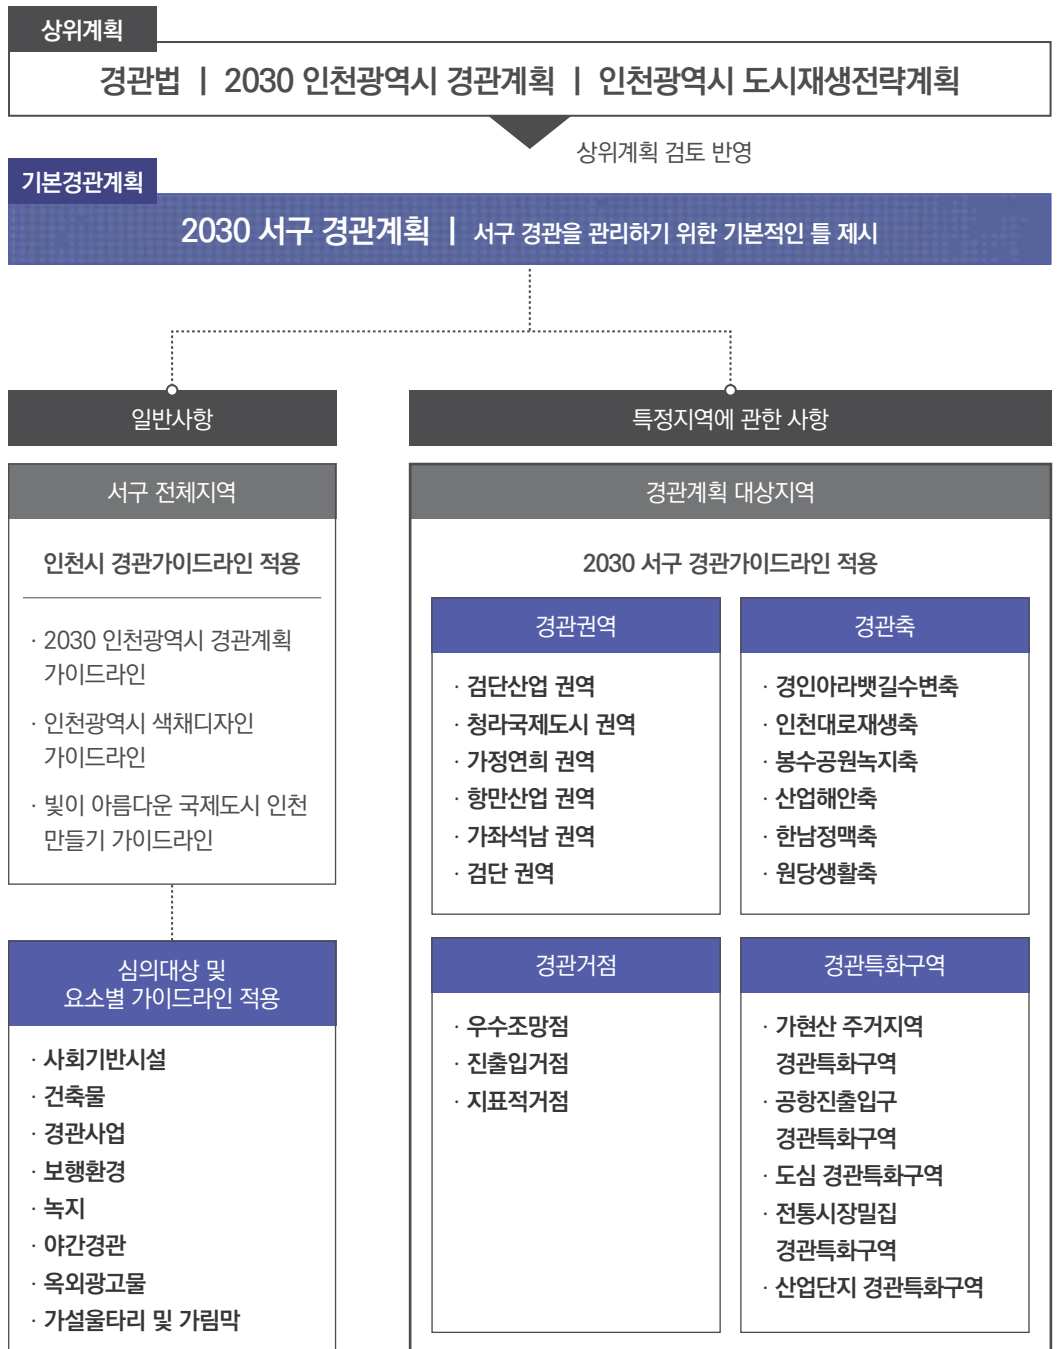 상위계획
경관법 | 2030 인천광역시 경관계획 | 인천광역시 도시재생전략계획
상위계획 검토 반영
기본경관계획
2030 서구 경관계획 | 서구 경관을 관리하기 위한 기본적인 틀 제시
일반사항
서구 전체지역
인천시 경관가이드라인 적용
· 2030 인천광역시 경관계획
가이드라인
· 인천광역시 색채디자인
가이드라인
· 빛이 아름다운 국제도시 인천
만들기 가이드라인
심의대상 및
요소별 가이드라인 적용
· 사회기반시설
· 건축물
· 경관사업
· 보행환경
· 녹지
· 야간경관
· 옥외광고물
· 가설울타리 및 가림막
특정지역에 관한 사항
경관계획 대상지역
2030 서구 경관가이드라인 적용
경관권역
· 검단산업 권역
· 청라국제도시 권역
· 가정연희 권역
· 항만산업 권역
· 가좌석남 권역
· 검단 권역
경관축
· 경인아라뱃길수변축
· 인천대로재생축
· 봉수공원녹지축
· 산업해안축
· 한남정맥축
· 원당생활축
경관거점
· 우수조망점
· 진출입거점
· 지표적거점
경관특화구역
· 가현산 주거지역
경관특화구역
· 공항진출입구
경관특화구역
· 도심 경관특화구역
· 전통시장밀집
경관특화구역
· 산업단지 경관특화구역